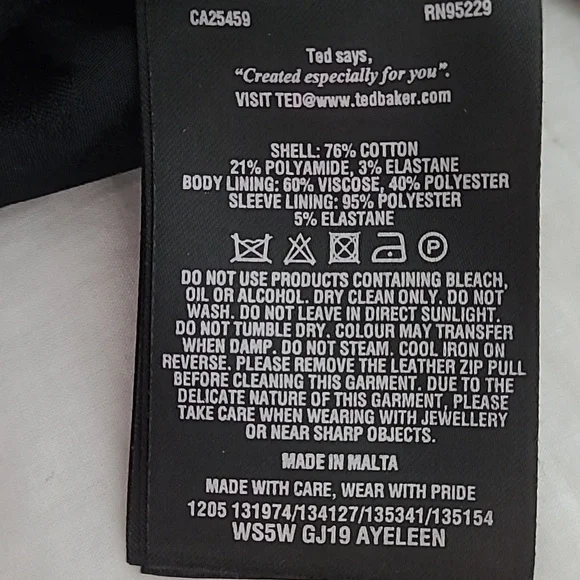 CA25459 RN95229
Ted says,
“Created especially for you”.
VISIT TED@www.tedbaker.com
SHELL: 76% COTTON
21% POLYAMIDE, 3% ELASTANE
BODY LINING: 60% VISCOSE, 40% POLYESTER
SLEEVE LINING: 95% POLYESTER
5% ELASTANE
P
DO NOT USE PRODUCTS CONTAINING BLEACH,
OIL OR ALCOHOL. DRY CLEAN ONLY. DO NOT
WASH. DO NOT LEAVE IN DIRECT SUNLIGHT.
DO NOT TUMBLE DRY. COLOUR MAY TRANSFER
WHEN DAMP. DO NOT STEAM. COOL IRON ON
REVERSE. PLEASE REMOVE THE LEATHER ZIP PULL
BEFORE CLEANING THIS GARMENT. DUE TO THE
DELICATE NATURE OF THIS GARMENT, PLEASE
TAKE CARE WHEN WEARING WITH JEWELLERY
OR NEAR SHARP OBJECTS.
MADE IN MALTA
MADE WITH CARE, WEAR WITH PRIDE
1205 131974/134127/135341/135154
WS5W GJ19 AYELEEN